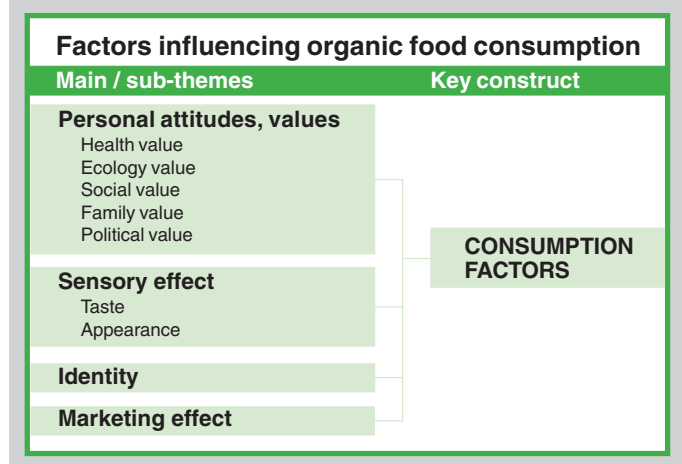 Factors influencing organic food consumption
Main / sub-themes Key construct
Personal attitudes, values
Health value
Ecology value
Social value
Family value
Political value
Sensory effect
Taste
Appearance
Identity
Marketing effect
CONSUMPTION
FACTORS